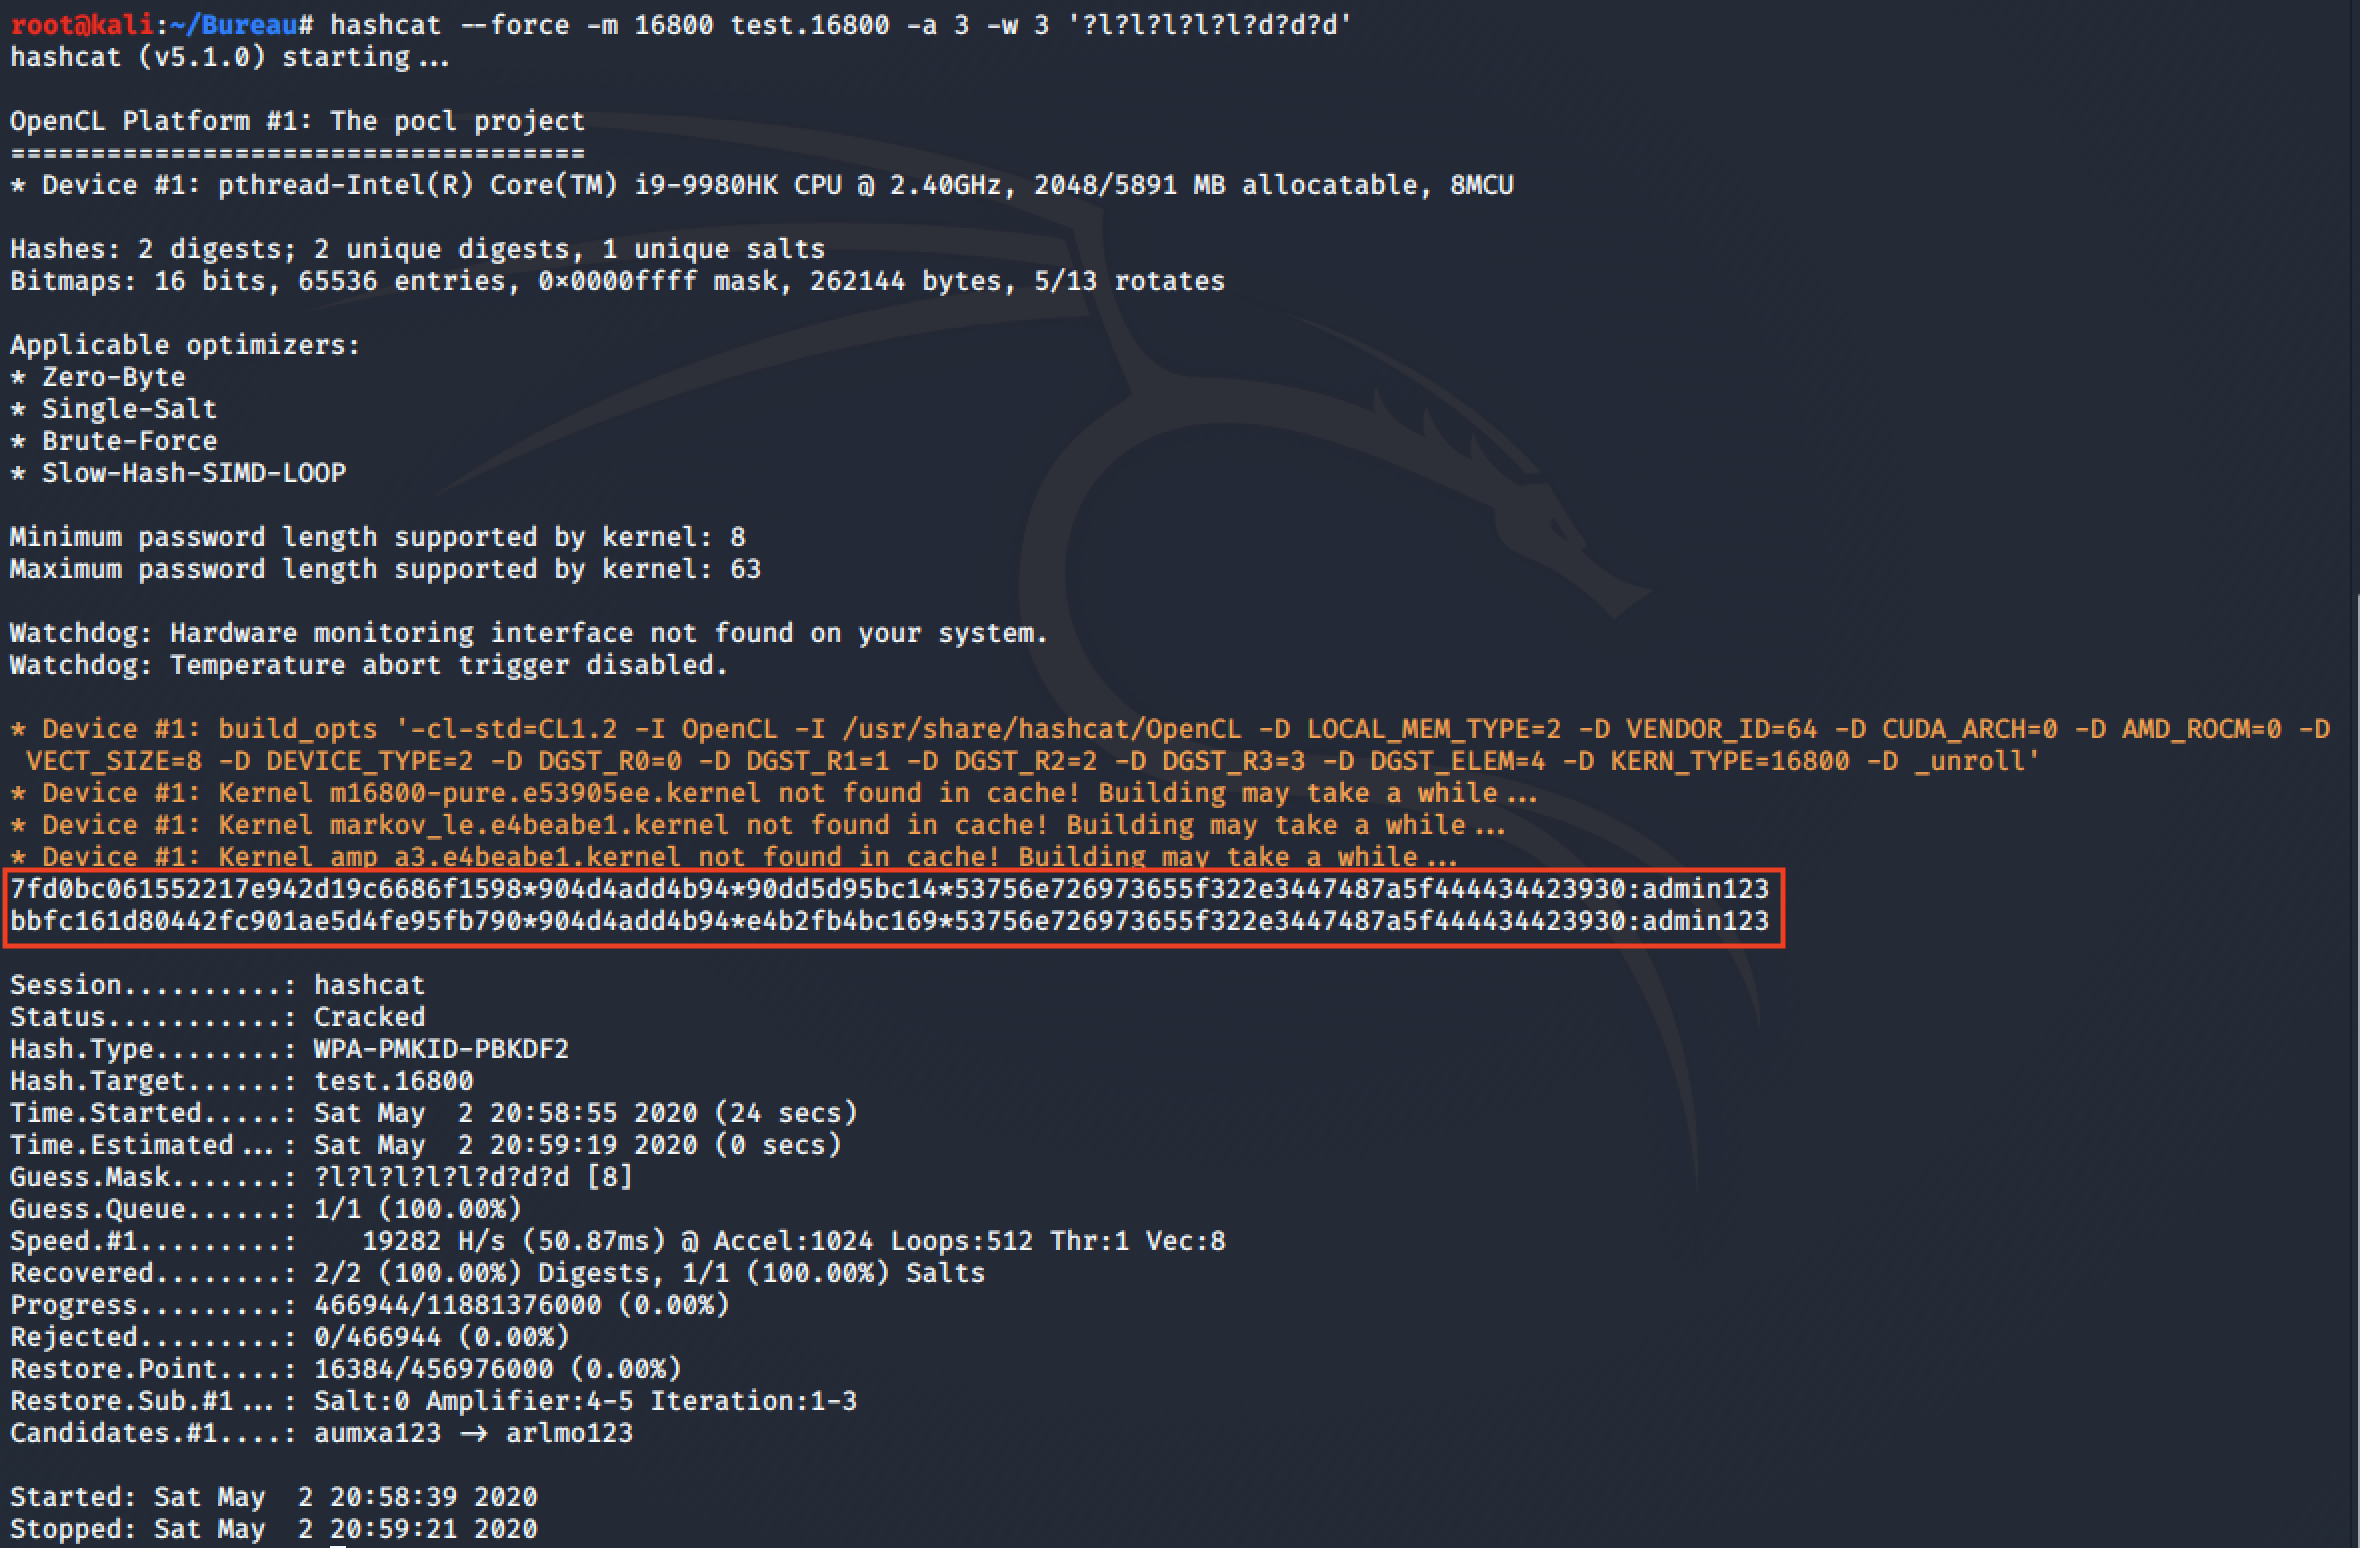 root@kali:~/Bureau# hashcat --force -m 16800 test.16800 -a 3 -w 3 '?l?l?l?l?l?d?d?d'
hashcat (v5.1.0) starting...
OpenCL Platform #1: The pocl project
====================================
* Device #1: pthread-Intel(R) Core(TM) i9-9980HK CPU @ 2.40GHz, 2048/5891 MB allocatable, 8MCU
Hashes: 2 digests; 2 unique digests, 1 unique salts
Bitmaps: 16 bits, 65536 entries, 0x0000ffff mask, 262144 bytes, 5/13 rotates
Applicable optimizers:
* Zero-Byte
* Single-Salt
* Brute-Force
* Slow-Hash-SIMD-LOOP
Minimum password length supported by kernel: 8
Maximum password length supported by kernel: 63
Watchdog: Hardware monitoring interface not found on your system.
Watchdog: Temperature abort trigger disabled.
* Device #1: build_opts '-cl-std=CL1.2 -I OpenCL -I /usr/share/hashcat/OpenCL -D LOCAL_MEM_TYPE=2 -D VENDOR_ID=64 -D CUDA_ARCH=0 -D AMD_ROCM=0 -D
VECT_SIZE=8 -D DEVICE_TYPE=2 -D DGST_R0=0 -D DGST_R1=1 -D DGST_R2=2 -D DGST_R3=3 -D DGST_ELEM=4 -D KERN_TYPE=16800 -D _unroll'
* Device #1: Kernel m16800-pure.e53905ee.kernel not found in cache! Building may take a while...
* Device #1: Kernel markov_le.e4beabe1.kernel not found in cache! Building may take a while...
* Device #1: Kernel amp_a3.e4beabe1.kernel not found in cache! Building may take a while...
7fd0bc061552217e942d19c6686f1598*904d4add4b94*90dd5d95bc14*53756e726973655f322e3447487a5f444434423930:admin123
bbfc161d80442fc901ae5d4fe95fb790*904d4add4b94*e4b2fb4bc169*53756e726973655f322e3447487a5f444434423930:admin123
Session..........: hashcat
Status...........: Cracked
Hash.Type........: WPA-PMKID-PBKDF2
Hash.Target......: test.16800
Time.Started.....: Sat May  2 20:58:55 2020 (24 secs)
Time.Estimated...: Sat May  2 20:59:19 2020 (0 secs)
Guess.Mask.......: ?l?l?l?l?l?d?d?d [8]
Guess.Queue......: 1/1 (100.00%)
Speed.#1.........:    19282 H/s (50.87ms) @ Accel:1024 Loops:512 Thr:1 Vec:8
Recovered........: 2/2 (100.00%) Digests, 1/1 (100.00%) Salts
Progress.........: 466944/11881376000 (0.00%)
Rejected.........: 0/466944 (0.00%)
Restore.Point....: 16384/456976000 (0.00%)
Restore.Sub.#1...: Salt:0 Amplifier:4-5 Iteration:1-3
Candidates.#1....: aumxa123 -> arlmo123
Started: Sat May  2 20:58:39 2020
Stopped: Sat May  2 20:59:21 2020